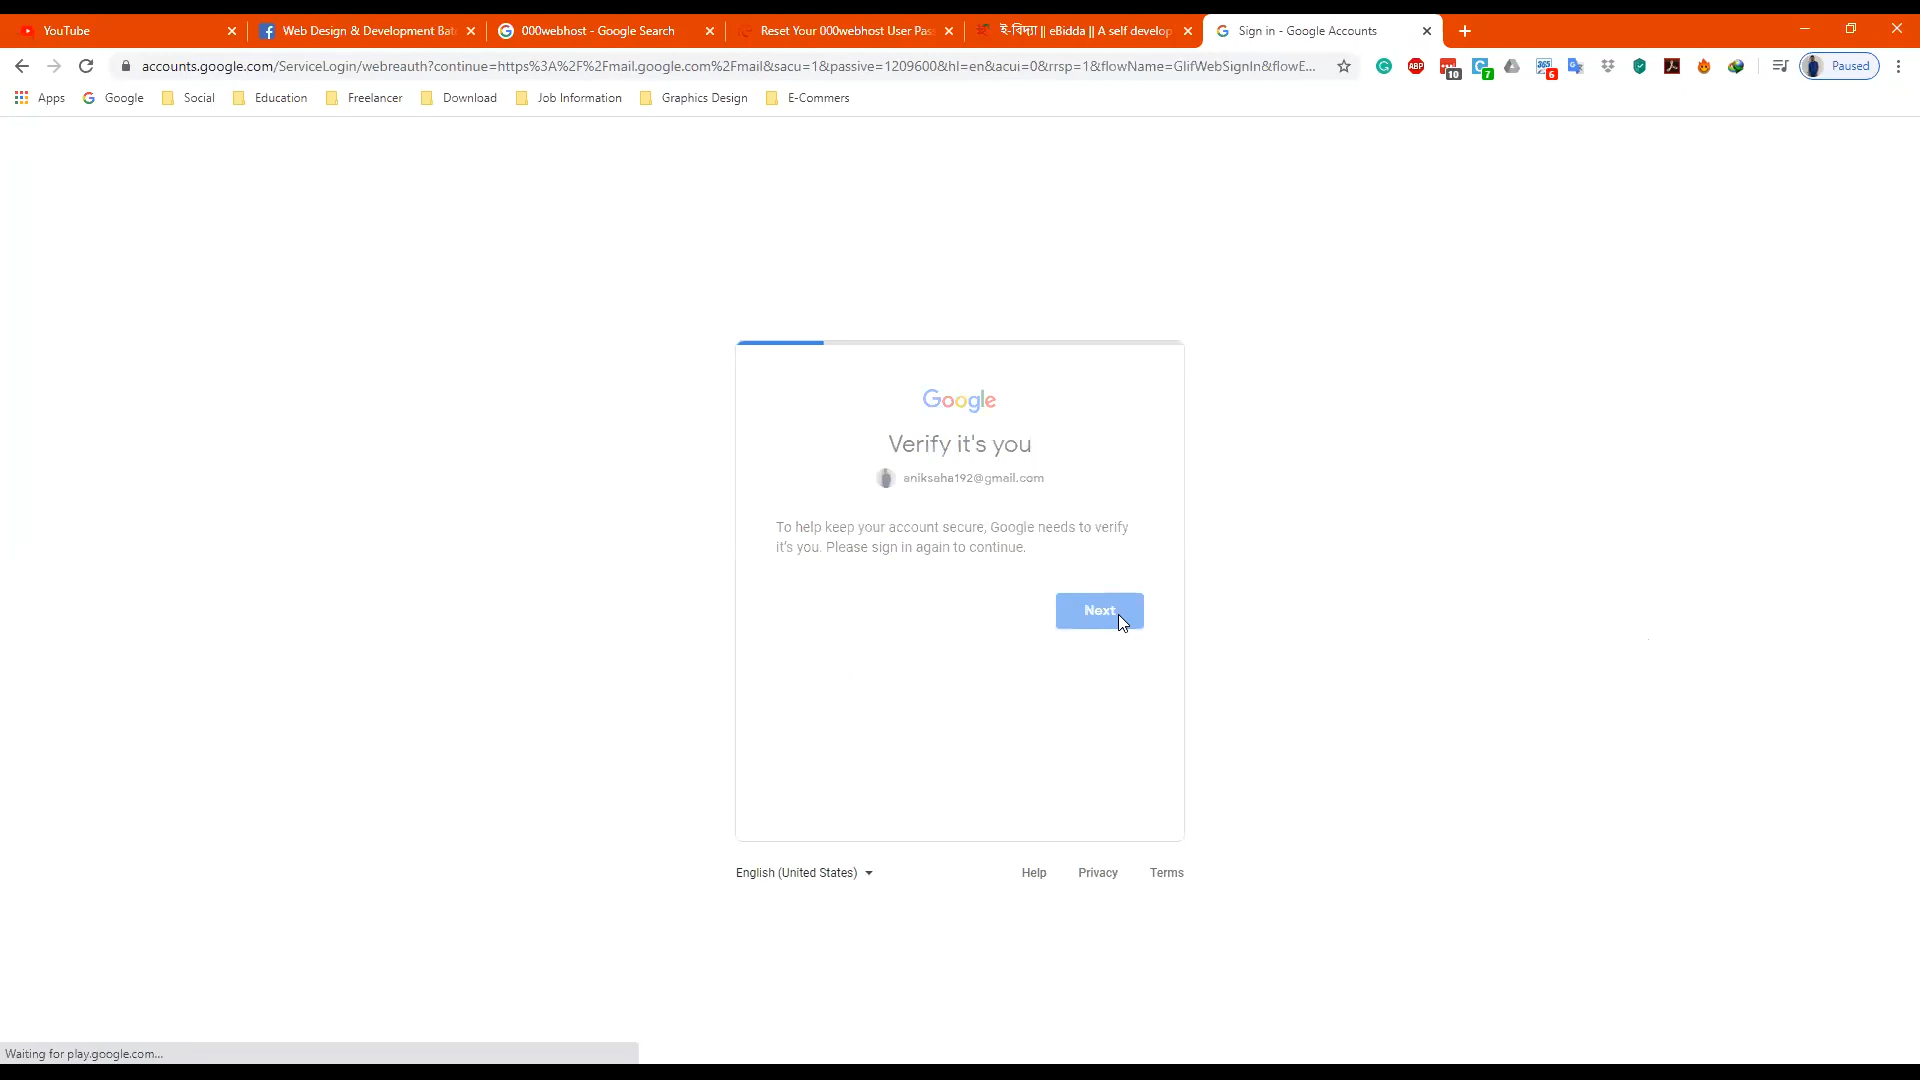 YouTube
Web Design & Development Bat
000webhost - Google Search
Reset Your 000webhost User Pas
ই-বিদ্যা || eBidda || A self develop
Sign in - Google Accounts
accounts.google.com/ServiceLogin/webreauth?continue=https%3A%2F%2Fmail.google.com%2Fmail&sacu=1&passive=1209600&hl=en&acui=0&rrsp=1&flowName=GlifWebSignIn&flowE...
ABP
10
7
365
6
Paused
Apps
Google
Social
Education
Freelancer
Download
Job Information
Graphics Design
E-Commers
Google
Verify it's you
aniksaha192@gmail.com
To help keep your account secure, Google needs to verify
it's you. Please sign in again to continue.
Next
English (United States)
Help
Privacy
Terms
Waiting for play.google.com...